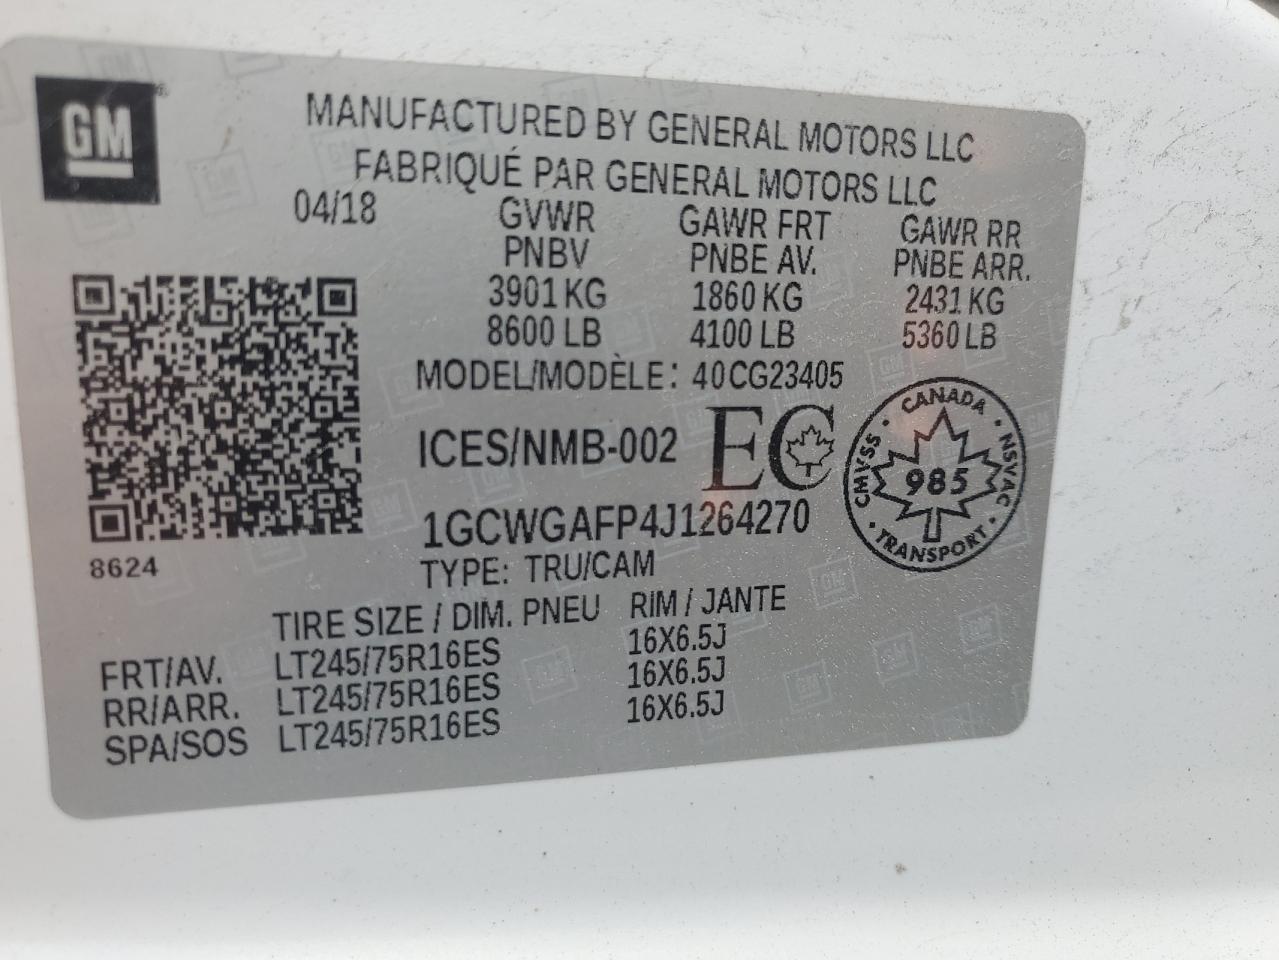 GM
MANUFACTURED BY GENERAL MOTORS LLC
FABRIQUÉ PAR GENERAL MOTORS LLC
04/18 GVWR GAWR FRT GAWR RR
PNBV PNBE AV. PNBE ARR.
3901 KG 1860 KG 2431 KG
8600 LB 4100 LB 5360 LB
MODEL/MODÈLE: 40CG23405
ICES/NMB-002 EC
CANADA
CMVSS 985 NSVAC
TRANSPORT
1GCWGAFP4J1264270
8624
TYPE: TRU/CAM
TIRE SIZE / DIM. PNEU RIM / JANTE
FRT/AV. LT245/75R16ES 16X6.5J
RR/ARR. LT245/75R16ES 16X6.5J
SPA/SOS LT245/75R16ES 16X6.5J